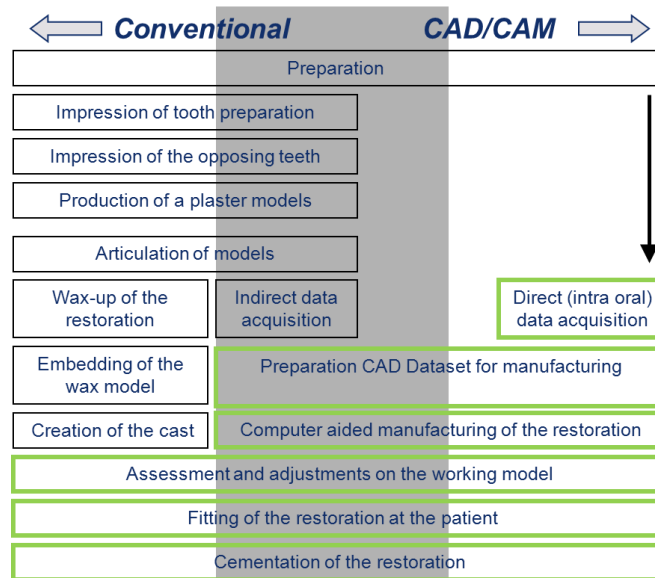 Conventional CAD/CAM
Preparation
Impression of tooth preparation
Impression of the opposing teeth
Production of a plaster models
Articulation of models
Wax-up of the
restoration
Indirect data
acquisition
Direct (intra oral)
data acquisition
Embedding of the
wax model
Preparation CAD Dataset for manufacturing
Creation of the cast
Computer aided manufacturing of the restoration
Assessment and adjustments on the working model
Fitting of the restoration at the patient
Cementation of the restoration